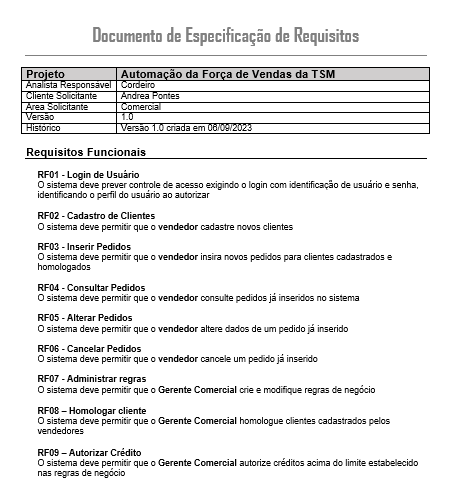 Documento de Especificação de Requisitos
Projeto Automação da Força de Vendas da TSM
Analista Responsável Cordeiro
Cliente Solicitante Andrea Pontes
Área Solicitante Comercial
Versão 1.0
Histórico Versão 1.0 criada em 06/09/2023
Requisitos Funcionais
RF01 - Login de Usuário
O sistema deve prever controle de acesso exigindo o login com identificação de usuário e senha,
identificando o perfil do usuário ao autorizar
RF02 - Cadastro de Clientes
O sistema deve permitir que o vendedor cadastre novos clientes
RF03 - Inserir Pedidos
O sistema deve permitir que o vendedor insira novos pedidos para clientes cadastrados e
homologados
RF04 - Consultar Pedidos
O sistema deve permitir que o vendedor consulte pedidos já inseridos no sistema
RF05 - Alterar Pedidos
O sistema deve permitir que o vendedor altere dados de um pedido já inserido
RF06 - Cancelar Pedidos
O sistema deve permitir que o vendedor cancele um pedido já inserido
RF07 - Administrar regras
O sistema deve permitir que o Gerente Comercial crie e modifique regras de negócio
RF08 – Homologar cliente
O sistema deve permitir que o Gerente Comercial homologue clientes cadastrados pelos
vendedores
RF09 – Autorizar Crédito
O sistema deve permitir que o Gerente Comercial autorize créditos acima do limite estabelecido
nas regras de negócio